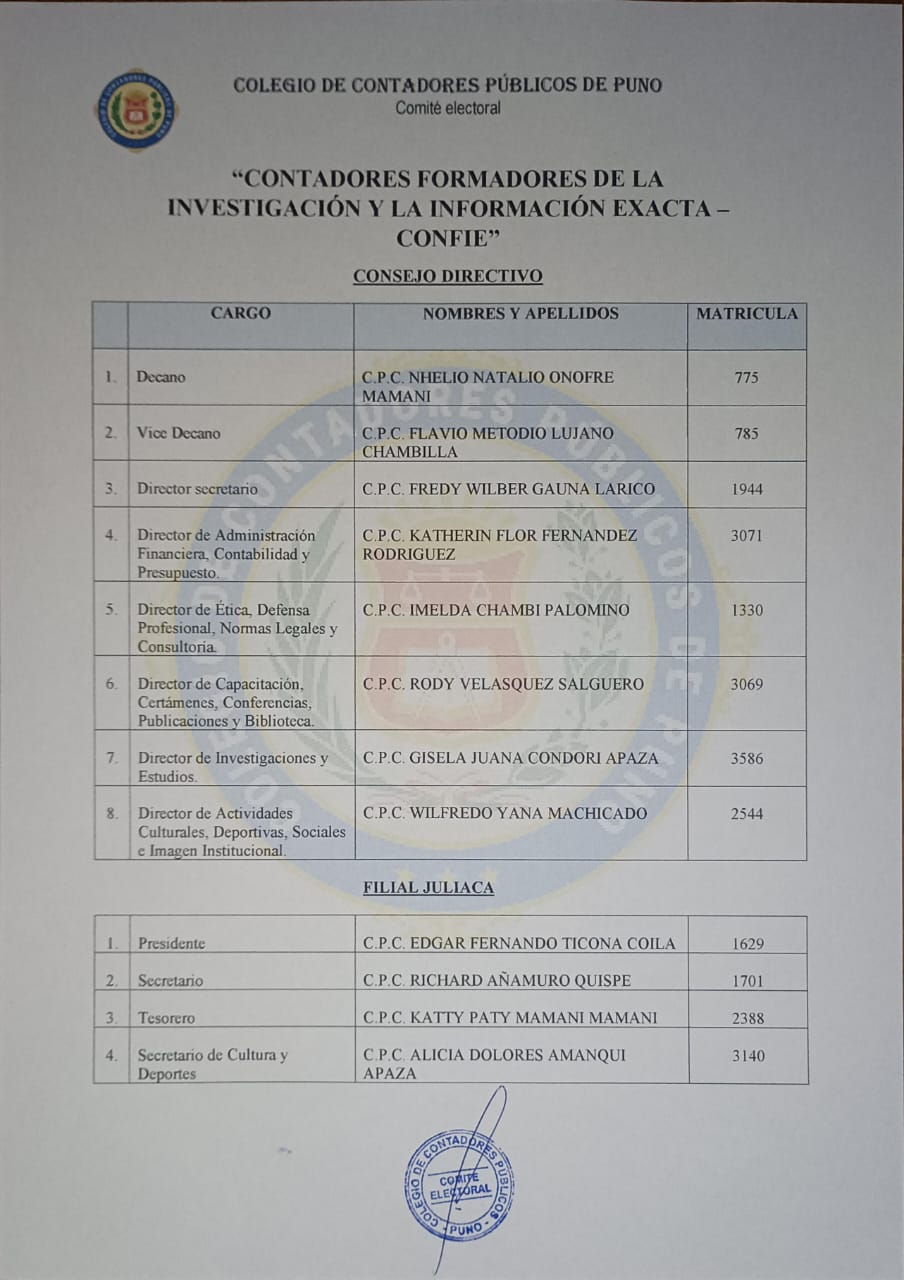 COLEGIO DE CONTADORES PÚBLICOS DE PUNO
Comité electoral
“CONTADORES FORMADORES DE LA
INVESTIGACIÓN Y LA INFORMACIÓN EXACTA –
CONFIE”
CONSEJO DIRECTIVO
CARGO NOMBRES Y APELLIDOS MATRICULA
1. Decano C.P.C. NHELIO NATALIO ONOFRE 775
MAMANI
2. Vice Decano C.P.C. FLAVIO METODIO LUJANO 785
CHAMBILLA
3. Director secretario C.P.C. FREDY WILBER GAUNA LARICO 1944
4. Director de Administración C.P.C. KATHERIN FLOR FERNANDEZ 3071
Financiera, Contabilidad y RODRIGUEZ
Presupuesto.
5. Director de Ética, Defensa C.P.C. IMELDA CHAMBI PALOMINO 1330
Profesional, Normas Legales y
Consultoria.
6. Director de Capacitación, C.P.C. RODY VELASQUEZ SALGUERO 3069
Certámenes, Conferencias,
Publicaciones y Biblioteca.
7. Director de Investigaciones y C.P.C. GISELA JUANA CONDORI APAZA 3586
Estudios.
8. Director de Actividades C.P.C. WILFREDO YANA MACHICADO 2544
Culturales, Deportivas, Sociales
e Imagen Institucional.
FILIAL JULIACA
1. Presidente C.P.C. EDGAR FERNANDO TICONA COILA 1629
2. Secretario C.P.C. RICHARD AÑAMURO QUISPE 1701
3. Tesorero C.P.C. KATTY PATY MAMANI MAMANI 2388
4. Secretario de Cultura y C.P.C. ALICIA DOLORES AMANQUI 3140
Deportes APAZA
COLEGIO DE CONTADORES PÚBLICOS
COMITÉ
ELECTORAL
- PUNO -